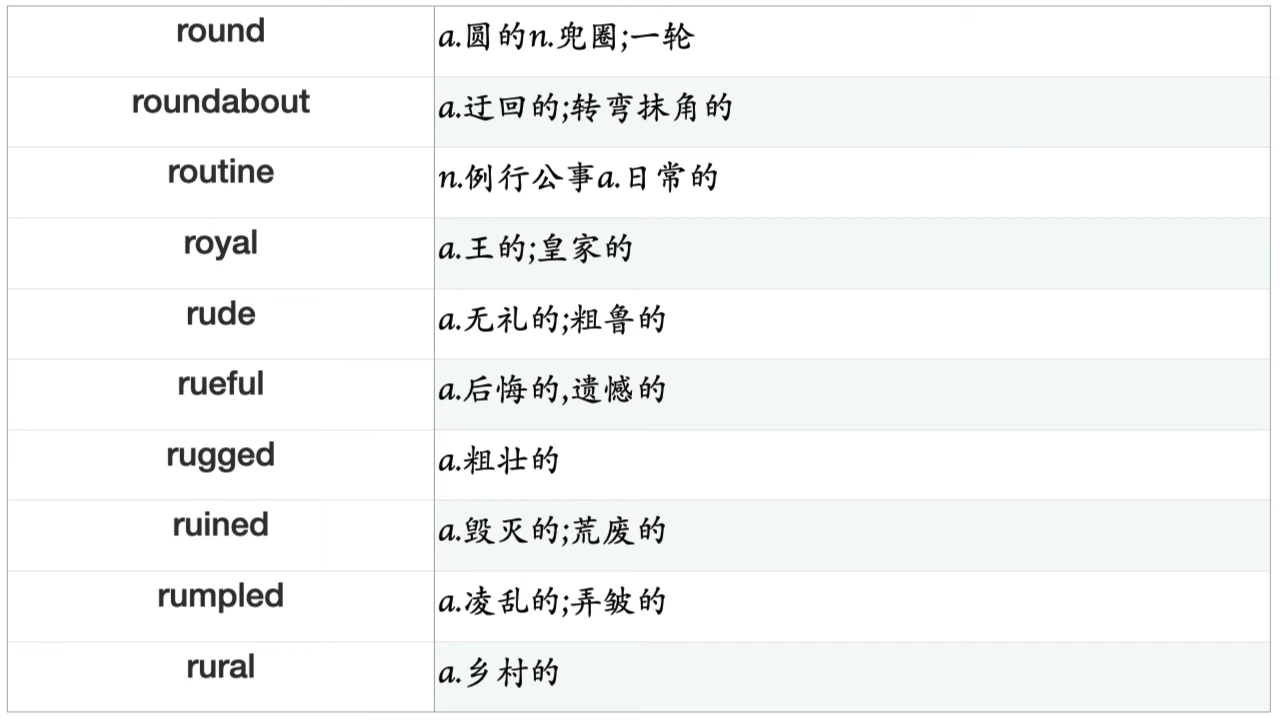 round a.圆的n.兜圈;一轮
roundabout a.迂回的;转弯抹角的
routine n.例行公事a.日常的
royal a.王的;皇家的
rude a.无礼的;粗鲁的
rueful a.后悔的,遗憾的
rugged a.粗壮的
ruined a.毁灭的;荒废的
rumpled a.凌乱的;弄皱的
rural a.乡村的